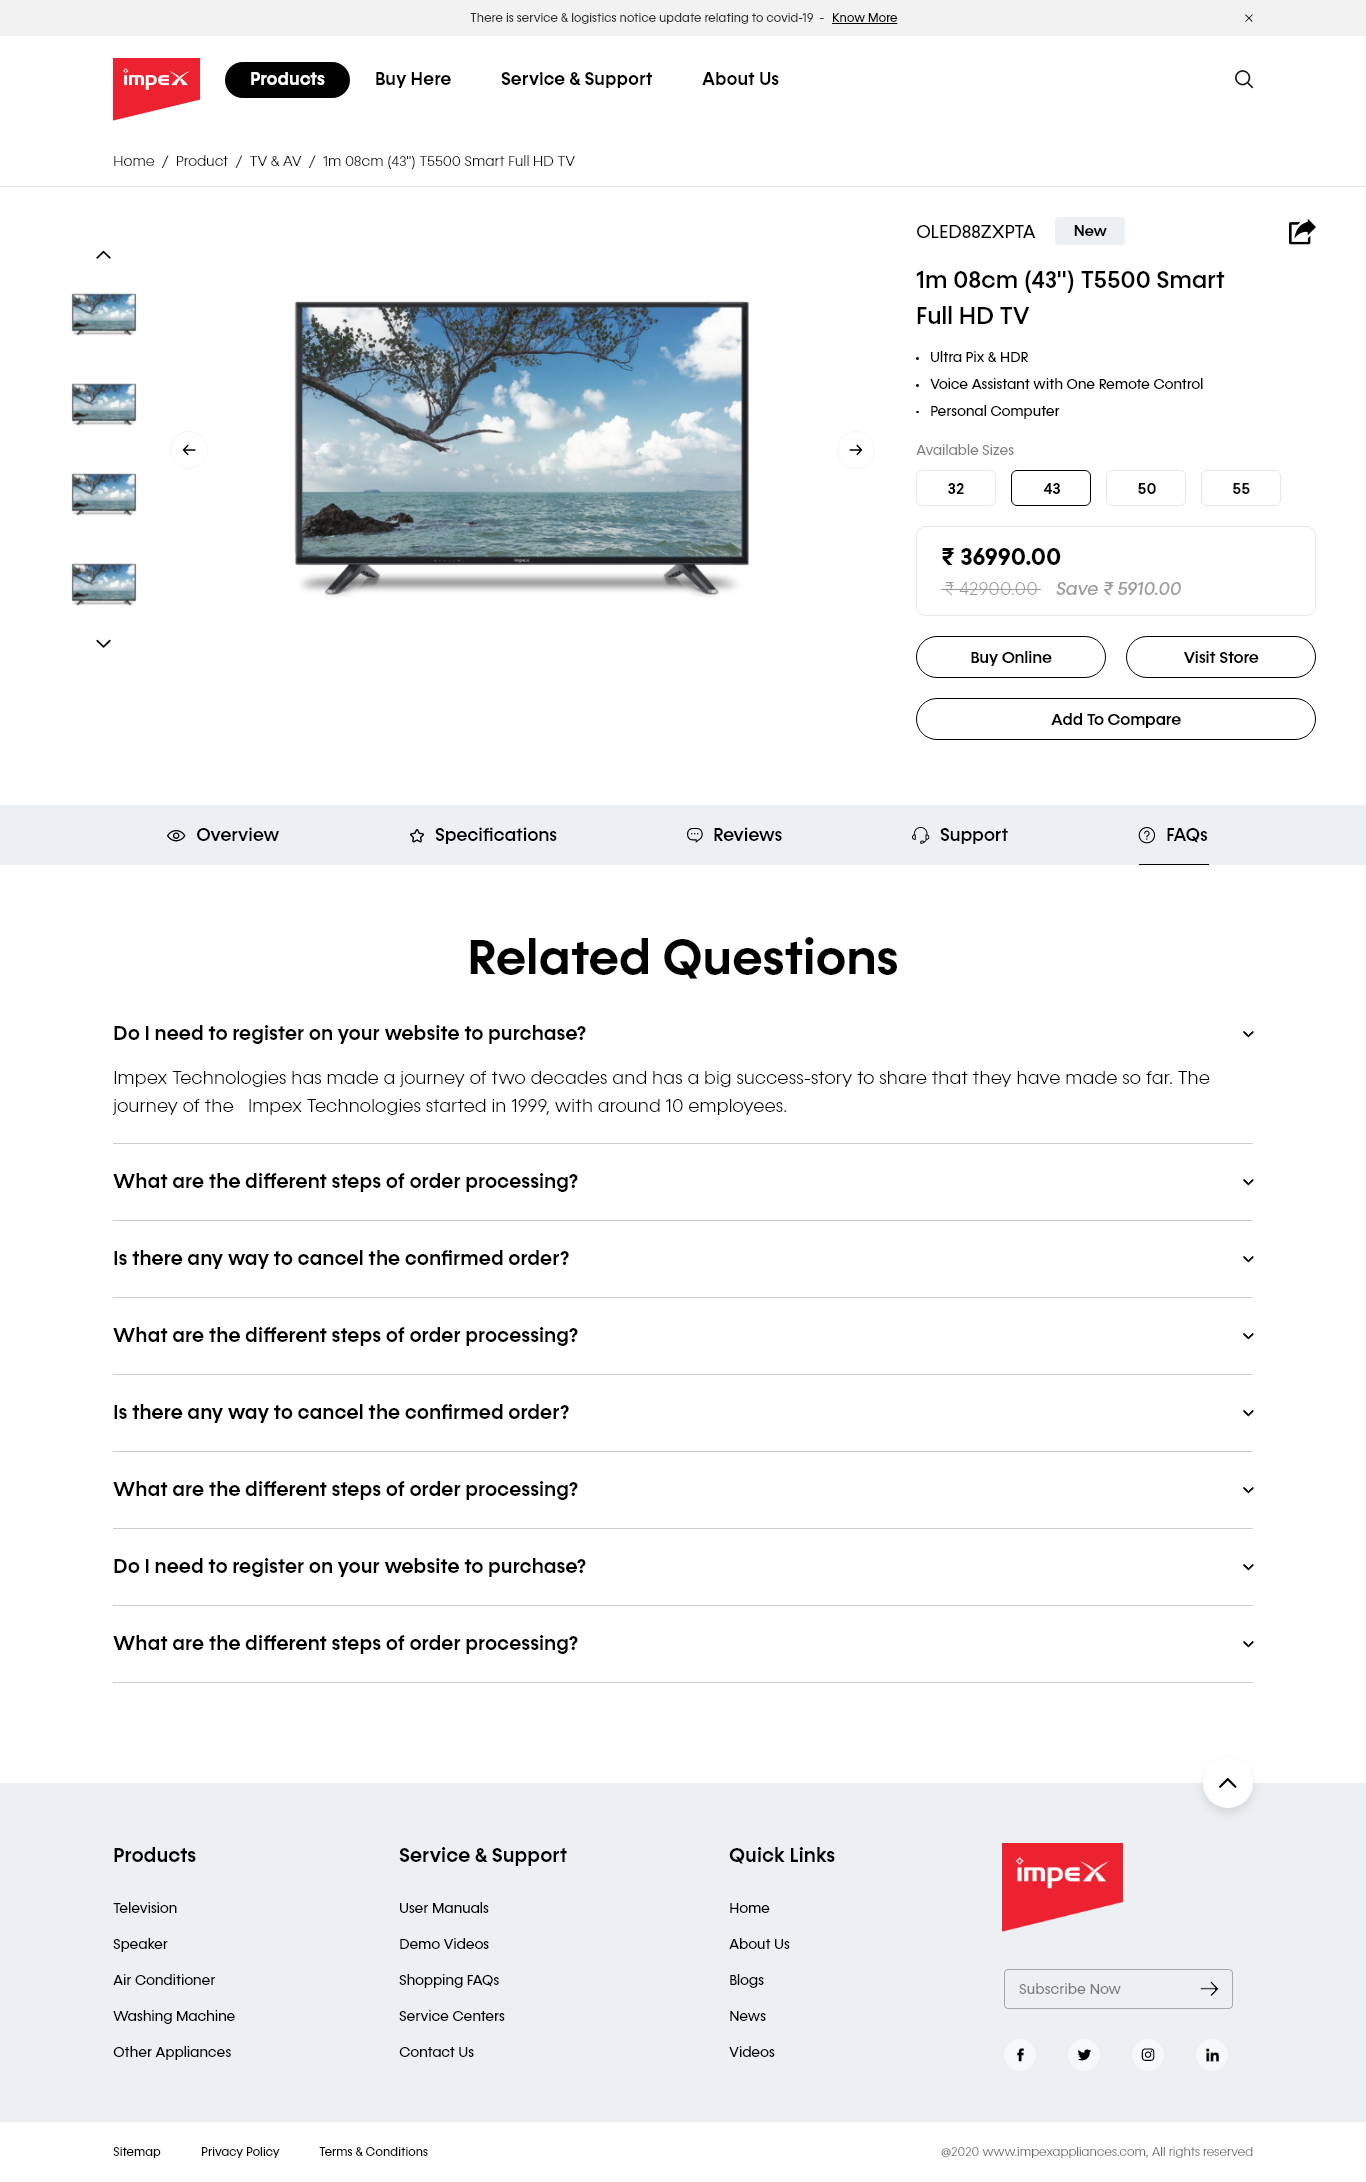 There is service & logistics notice update relating to covid-19 - Know More
impex
Products
Buy Here
Service & Support
About Us
Home / Product / TV & AV / 1m 08cm (43") T5500 Smart Full HD TV
OLED88ZXPTA
New
1m 08cm (43") T5500 Smart
Full HD TV
• Ultra Pix & HDR
• Voice Assistant with One Remote Control
• Personal Computer
Available Sizes
32
43
50
55
₹ 36990.00
₹ 42900.00 Save ₹ 5910.00
Buy Online
Visit Store
Add To Compare
impex
Overview
Specifications
Reviews
Support
FAQs
Related Questions
Do I need to register on your website to purchase?
Impex Technologies has made a journey of two decades and has a big success-story to share that they have made so far. The
journey of the Impex Technologies started in 1999, with around 10 employees.
What are the different steps of order processing?
Is there any way to cancel the confirmed order?
What are the different steps of order processing?
Is there any way to cancel the confirmed order?
What are the different steps of order processing?
Do I need to register on your website to purchase?
What are the different steps of order processing?
Products
Television
Speaker
Air Conditioner
Washing Machine
Other Appliances
Service & Support
User Manuals
Demo Videos
Shopping FAQs
Service Centers
Contact Us
Quick Links
Home
About Us
Blogs
News
Videos
impex
Subscribe Now
Sitemap
Privacy Policy
Terms & Conditions
@2020 www.impexappliances.com, All rights reserved